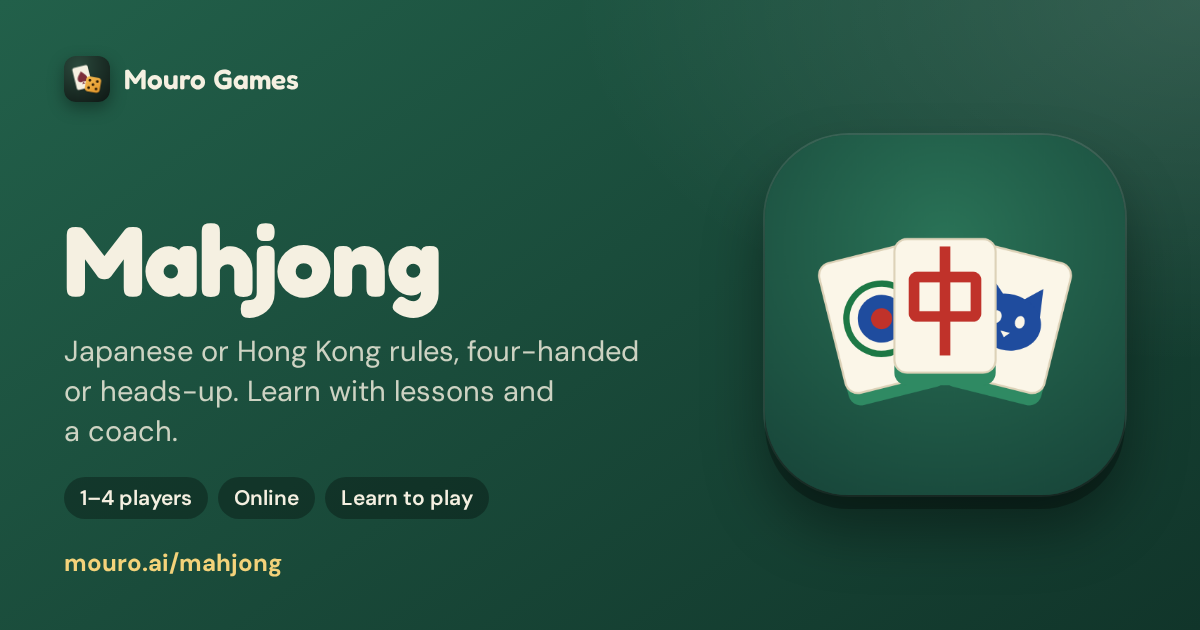 Mouro Games
Mahjong
Japanese or Hong Kong rules, four-handed
or heads-up. Learn with lessons and
a coach.
1–4 players
Online
Learn to play
mouro.ai/mahjong
中